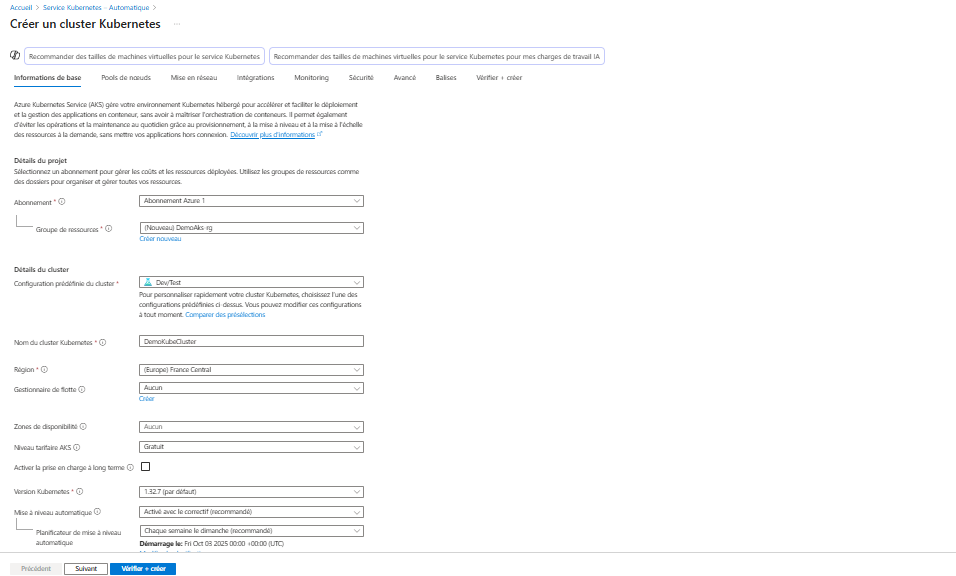 Accueil > Service Kubernetes - Automatique >
Créer un cluster Kubernetes ...
Recommander des tailles de machines virtuelles pour le service Kubernetes
Recommander des tailles de machines virtuelles pour le service Kubernetes pour mes charges de travail IA
Informations de base Pools de nœuds Mise en réseau Intégrations Monitoring Sécurité Avancé Balises Vérifier + créer
Azure Kubernetes Service (AKS) gère votre environnement Kubernetes hébergé pour accélérer et faciliter le déploiement
et la gestion des applications en conteneur, sans avoir à maîtriser l'orchestration de conteneurs. Il permet également
d'éviter les opérations et la maintenance au quotidien grâce au provisionnement, à la mise à niveau et à la mise à l'échelle
des ressources à la demande, sans mettre vos applications hors connexion. Découvrir plus d'informations
Détails du projet
Sélectionnez un abonnement pour gérer les coûts et les ressources déployées. Utilisez les groupes de ressources comme
des dossiers pour organiser et gérer toutes vos ressources.
Abonnement * Abonnement Azure 1
Groupe de ressources * (Nouveau) DemoAks-rg
Créer nouveau
Détails du cluster
Configuration prédéfinie du cluster * Dev/Test
Pour personnaliser rapidement votre cluster Kubernetes, choisissez l'une des
configurations prédéfinies ci-dessus. Vous pouvez modifier ces configurations
à tout moment. Comparer des présélections
Nom du cluster Kubernetes * DemoKubeCluster
Région * (Europe) France Central
Gestionnaire de flotte Aucun
Créer
Zones de disponibilité Aucun
Niveau tarifaire AKS Gratuit
Activer la prise en charge à long terme
Version Kubernetes * 1.32.7 (par défaut)
Mise à niveau automatique Activé avec le correctif (recommandé)
Planificateur de mise à niveau
automatique
Chaque semaine le dimanche (recommandé)
Démarrage le: Fri Oct 03 2025 00:00 +00:00 (UTC)
Précédent Suivant Vérifier + créer